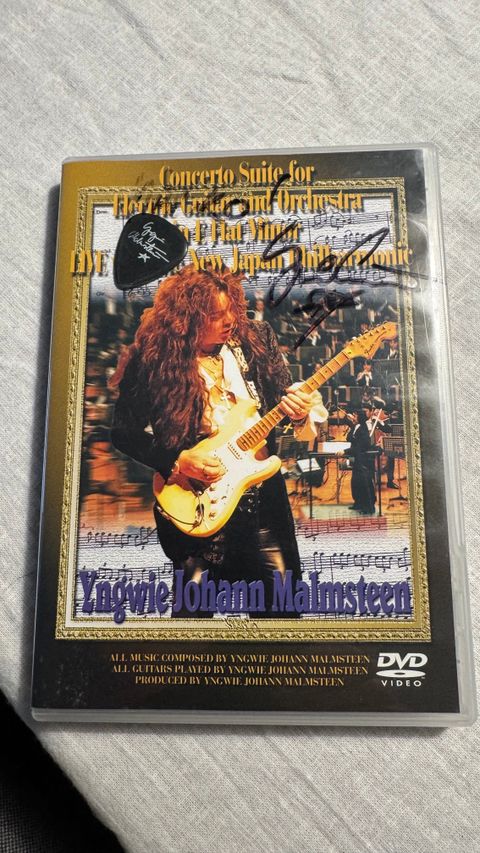 Concerto Suite for
Electric Guitar and Orchestra
in E Flat Minor
LIVE New Japan Philharmonic
Yngwie Johann Malmsteen
ALL MUSIC COMPOSED BY YNGWIE JOHANN MALMSTEEN
ALL GUITARS PLAYED BY YNGWIE JOHANN MALMSTEEN
PRODUCED BY YNGWIE JOHANN MALMSTEEN
DVD
VIDEO